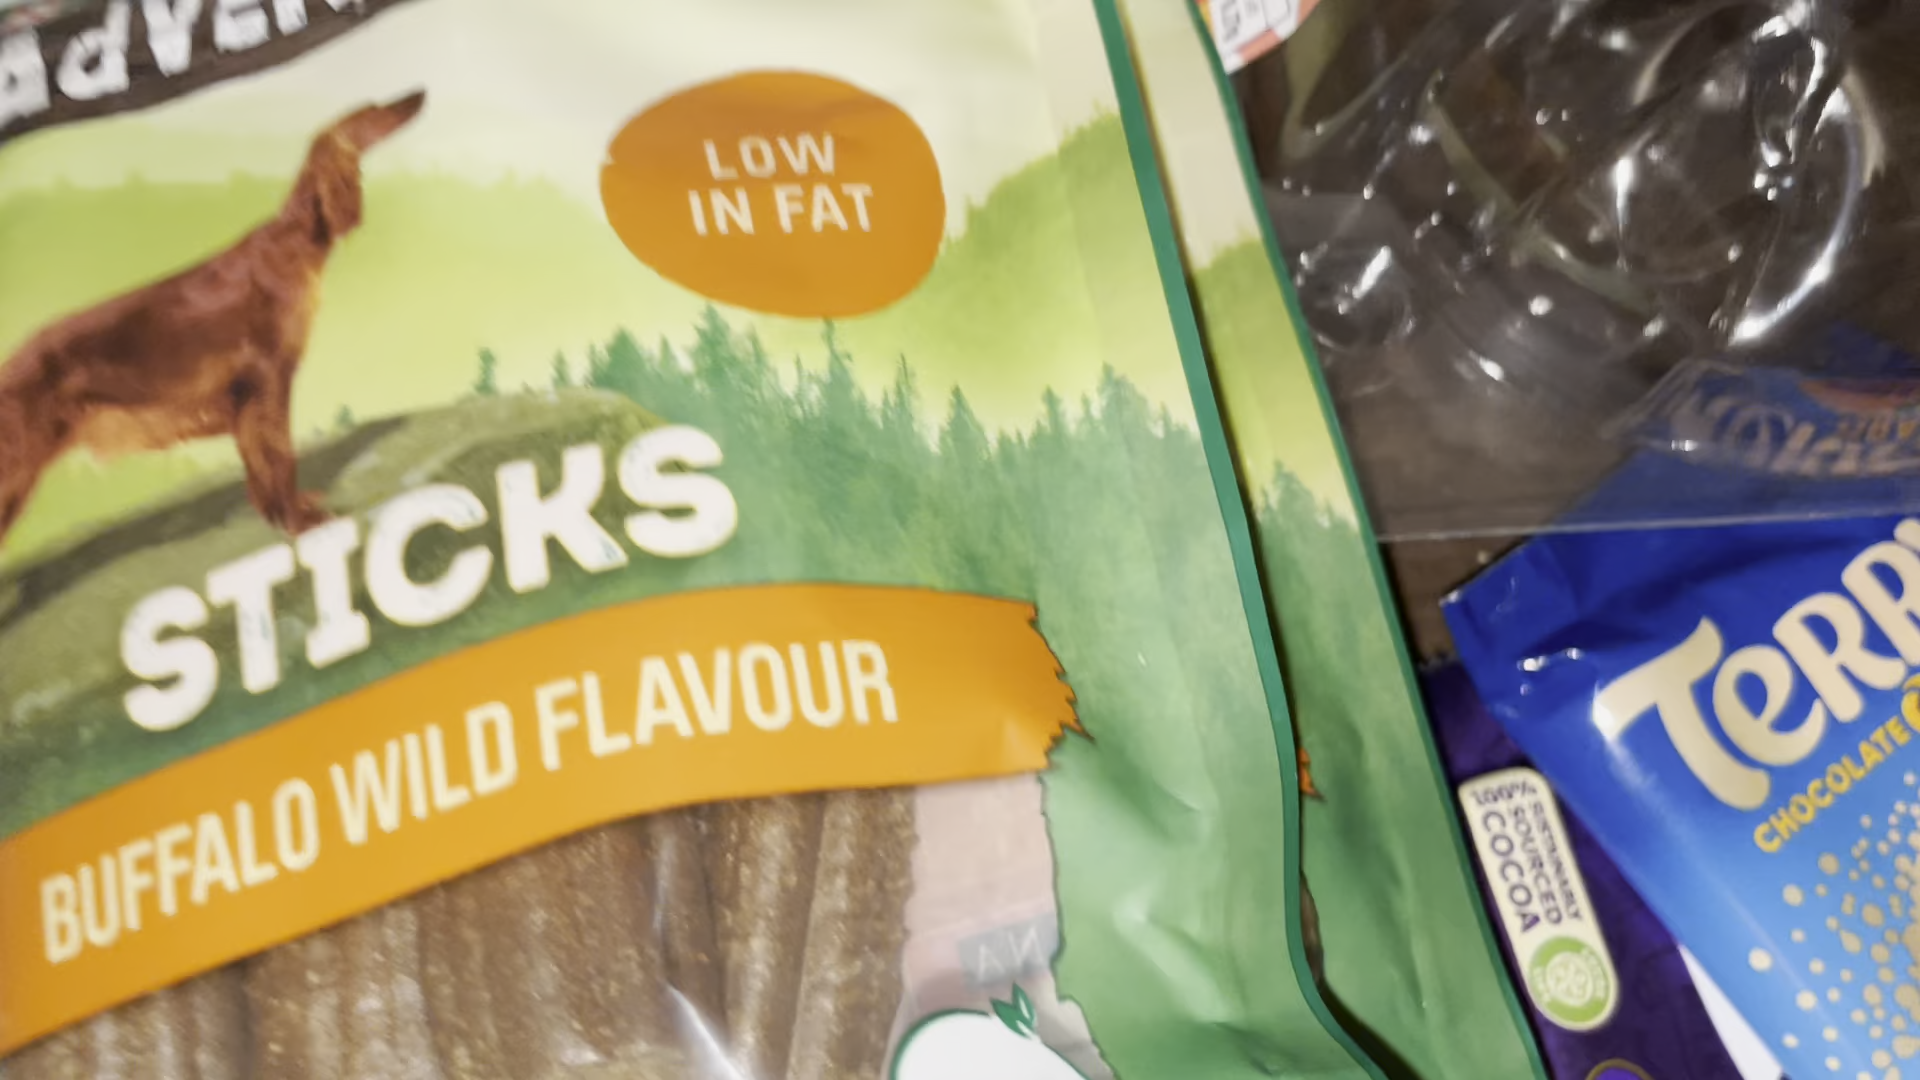 LOW
IN FAT
STICKS
BUFFALO WILD FLAVOUR
100%
SUSTAINABLY
SOURCED
COCOA
CHOCOLATE